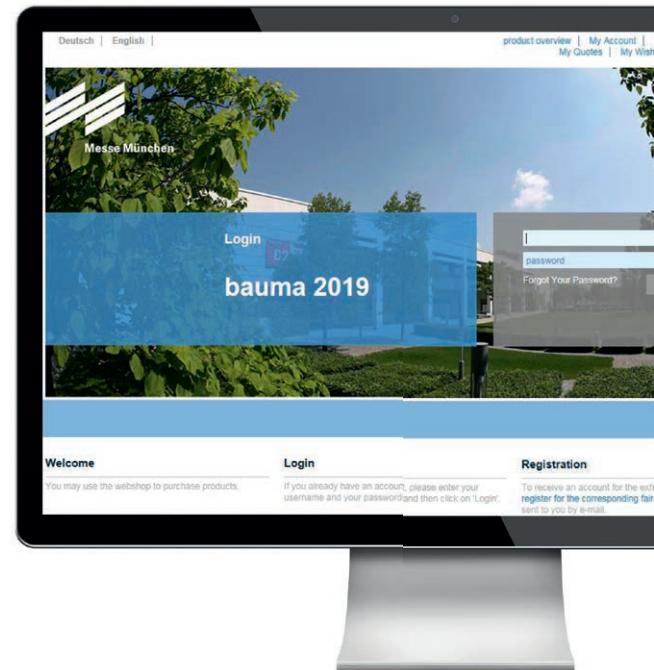 Deutsch | English |
product overview | My Account |
My Quotes | My Wish
Messe München
Login
D2
bauma 2019
password
Forgot Your Password?
Welcome
You may use the webshop to purchase products.
Login
If you already have an account, please enter your
username and your password and then click on 'Login'.
Registration
To receive an account for the exh
register for the corresponding fair
sent to you by e-mail.